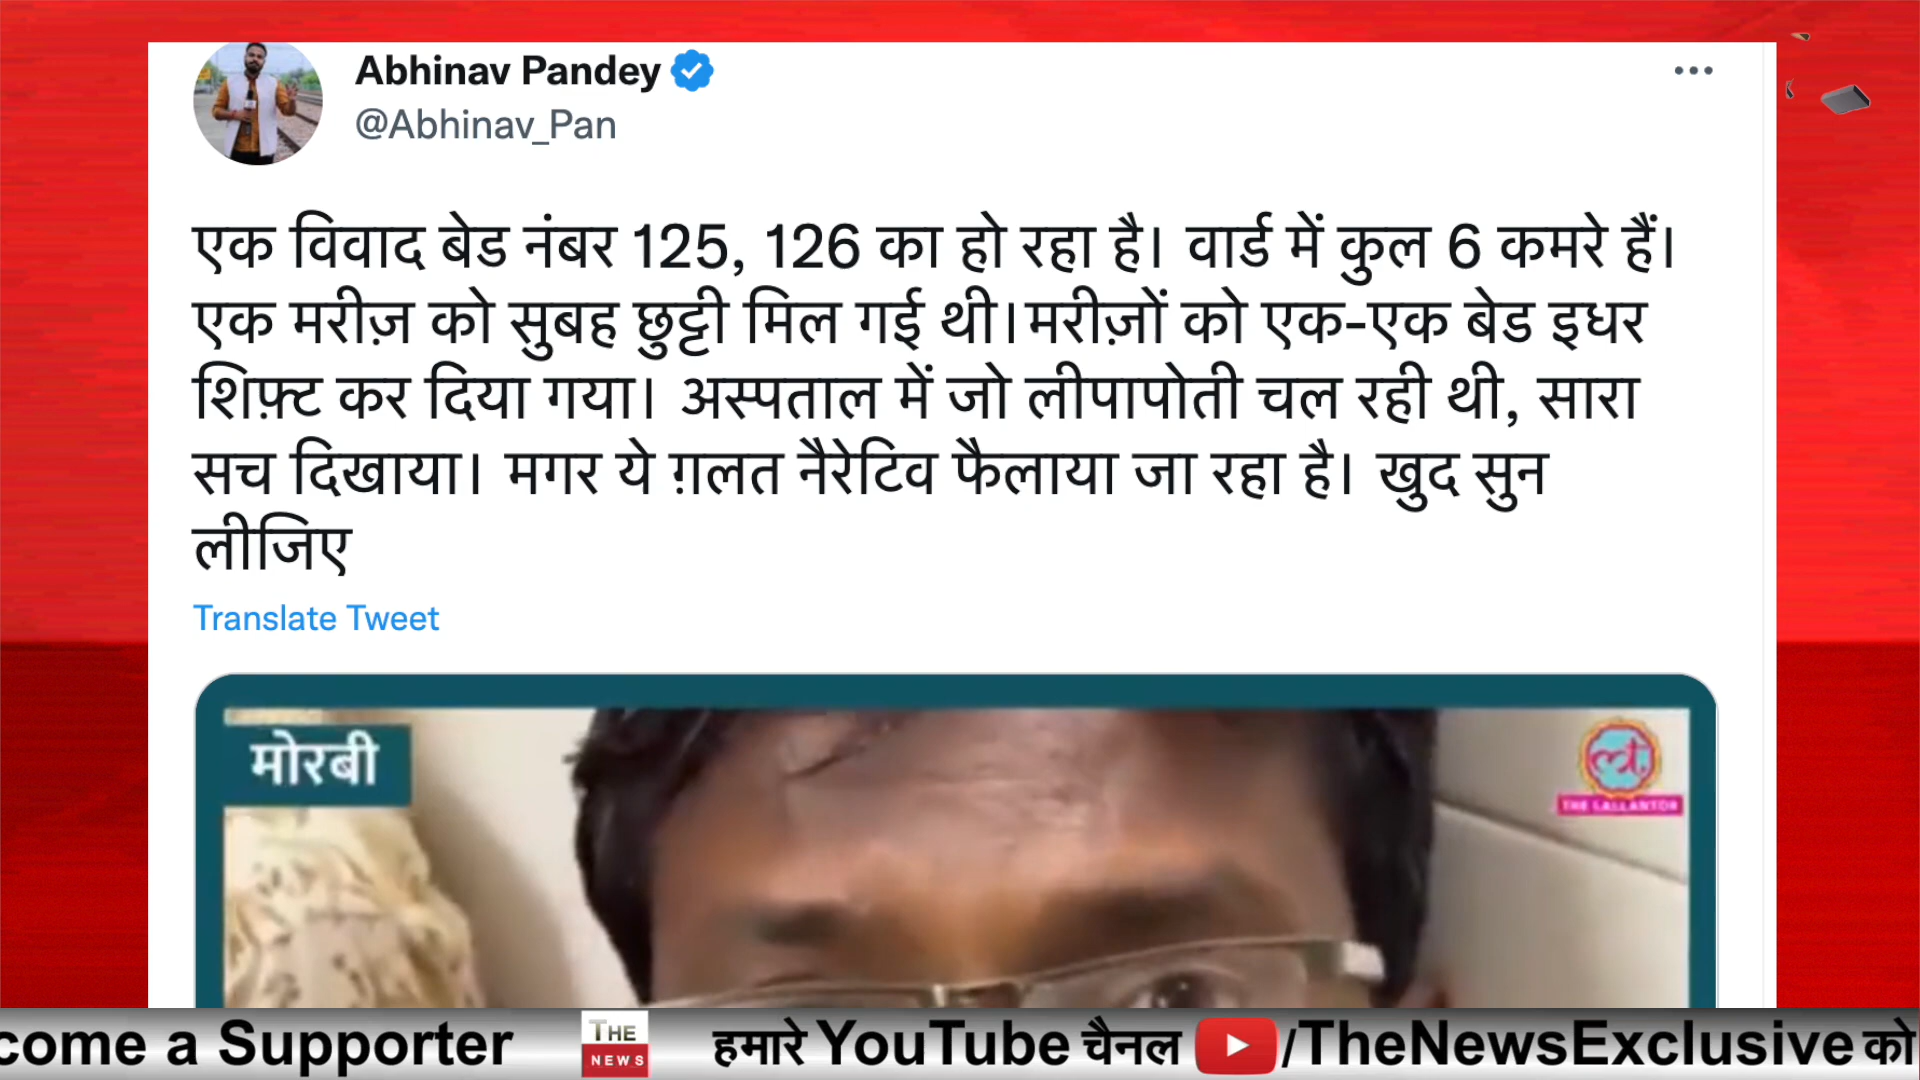 Abhinav Pandey
@Abhinav_Pan
एक विवाद बेड नंबर 125, 126 का हो रहा है। वार्ड में कुल 6 कमरे हैं।
एक मरीज़ को सुबह छुट्टी मिल गई थी।मरीज़ों को एक-एक बेड इधर
शिफ़्ट कर दिया गया। अस्पताल में जो लीपापोती चल रही थी, सारा
सच दिखाया। मगर ये ग़लत नैरेटिव फैलाया जा रहा है। खुद सुन
लीजिए
Translate Tweet
मोरबी
THE LALLANTOP
come a Supporter THE NEWS हमारे YouTube चैनल /TheNewsExclusive को